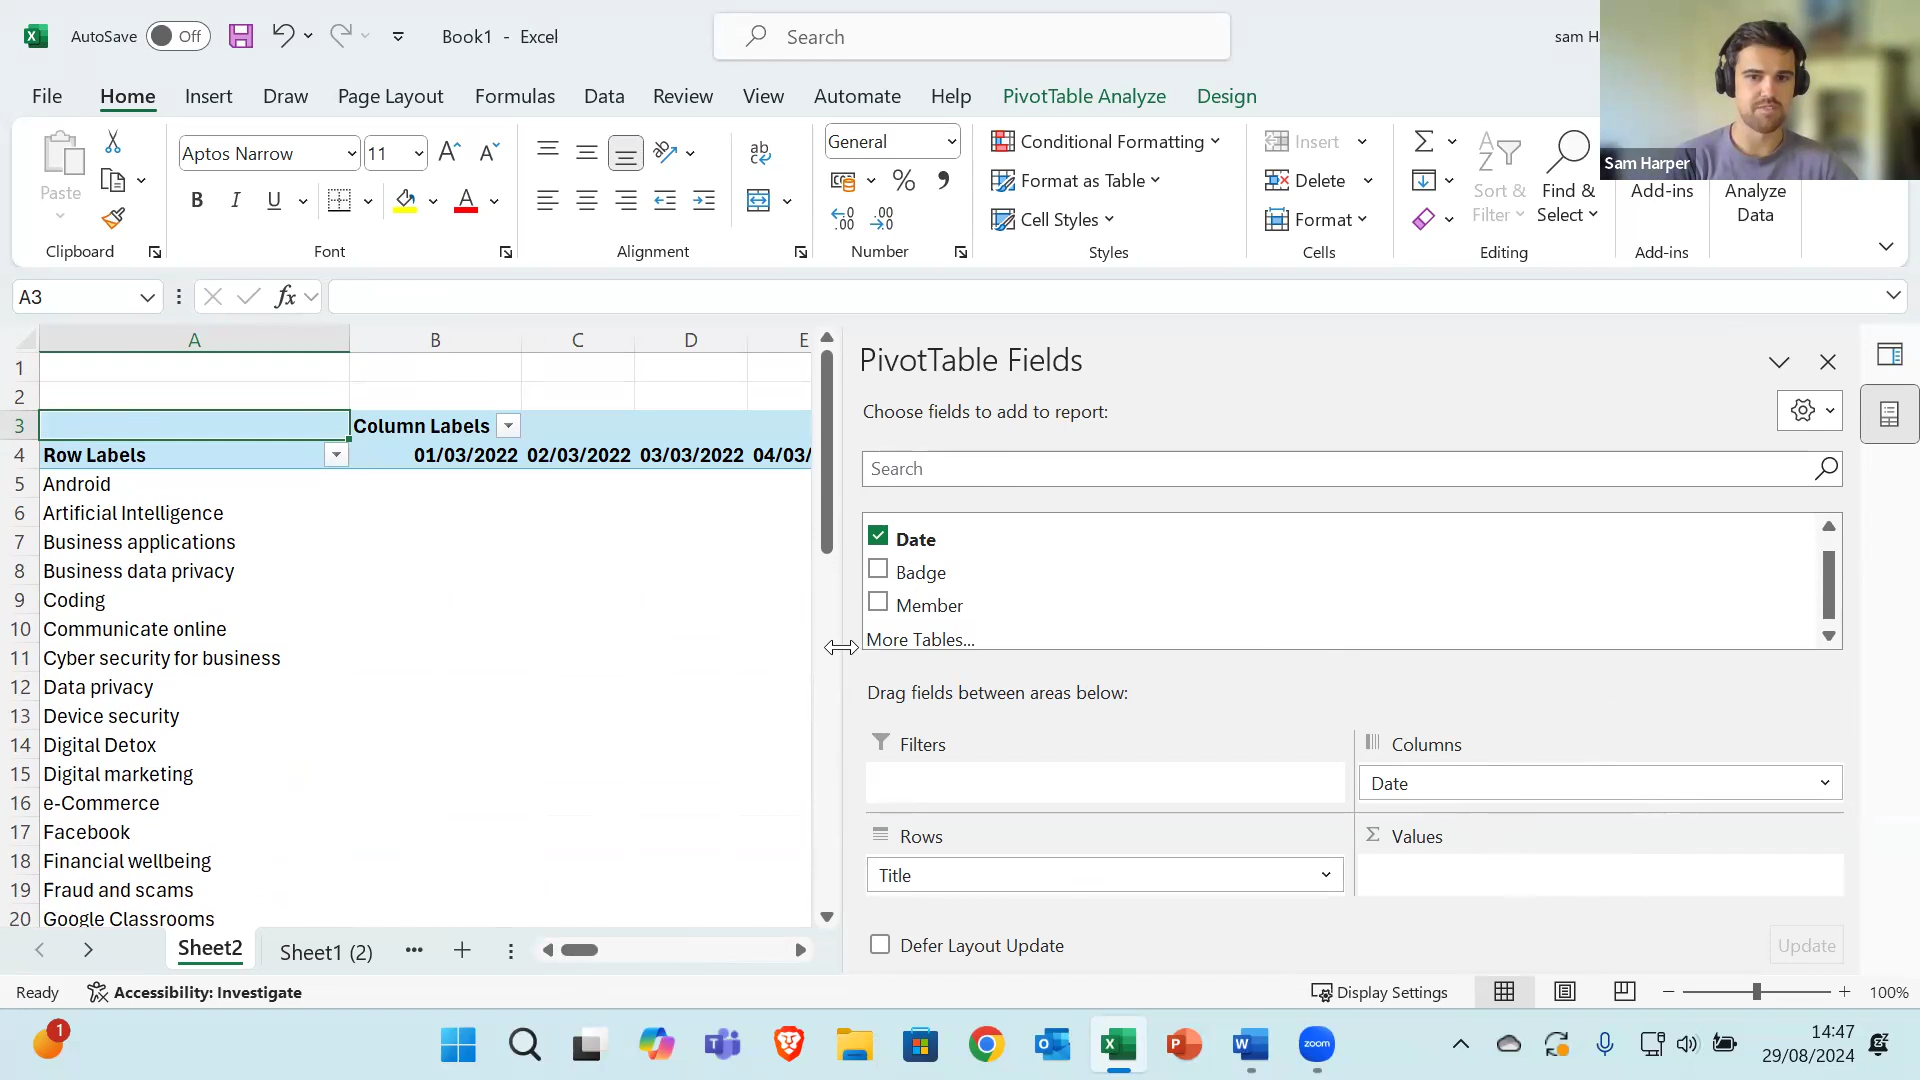 AutoSave Off Book1 - Excel Search sam H
File Home Insert Draw Page Layout Formulas Data Review View Automate Help PivotTable Analyze Design
Sam Harper
Paste
Clipboard
Aptos Narrow 11
B I U A
Font
ab
Alignment
General
% 9
.00 .00
Number
Conditional Formatting
Format as Table
Cell Styles
Styles
Insert
Delete
Format
Cells
Sort & Filter
Find & Select
Editing
Add-ins
Add-ins
Analyze Data
A3 fx
A B C D E
1
2
3 Column Labels
4 Row Labels 01/03/2022 02/03/2022 03/03/2022 04/03/
5 Android
6 Artificial Intelligence
7 Business applications
8 Business data privacy
9 Coding
10 Communicate online
11 Cyber security for business
12 Data privacy
13 Device security
14 Digital Detox
15 Digital marketing
16 e-Commerce
17 Facebook
18 Financial wellbeing
19 Fraud and scams
20 Google Classrooms
PivotTable Fields
Choose fields to add to report:
Search
Date
Badge
Member
More Tables...
Drag fields between areas below:
Filters
Columns
Date
Rows
Title
Σ Values
Defer Layout Update
Update
Sheet2 Sheet1 (2) ...
Ready Accessibility: Investigate Display Settings 100%
1
zoom
14:47
29/08/2024